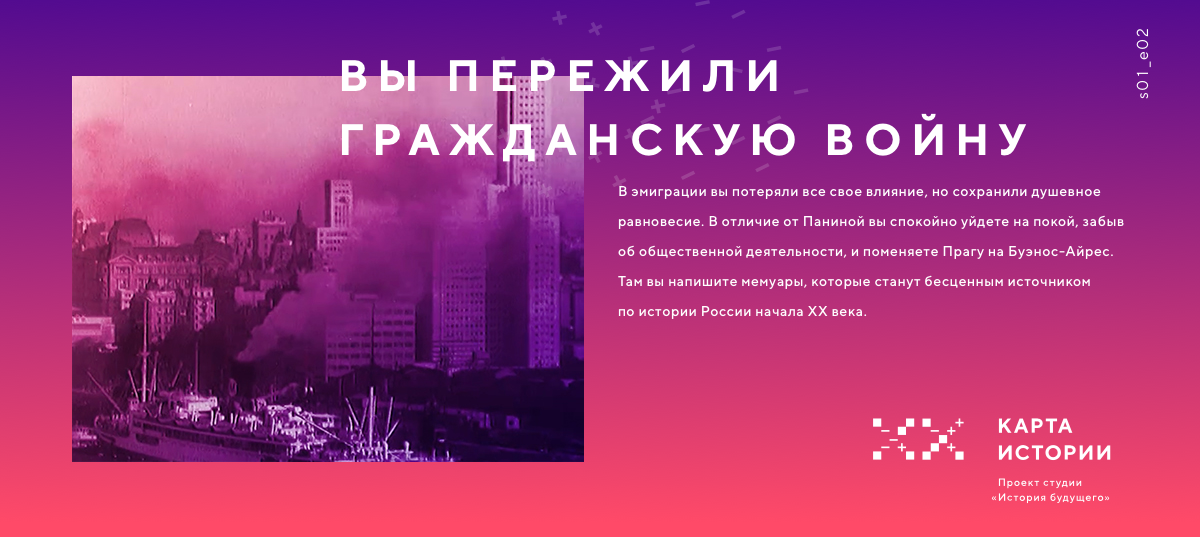 ВЫ ПЕРЕЖИЛИ
ГРАЖДАНСКУЮ ВОЙНУ
s01_e02
В эмиграции вы потеряли все свое влияние, но сохранили душевное
равновесие. В отличие от Паниной вы спокойно уйдете на покой, забыв
об общественной деятельности, и поменяете Прагу на Буэнос-Айрес.
Там вы напишите мемуары, которые станут бесценным источником
по истории России начала XX века.
КАРТА
ИСТОРИИ
Проект студии
«История будущего»